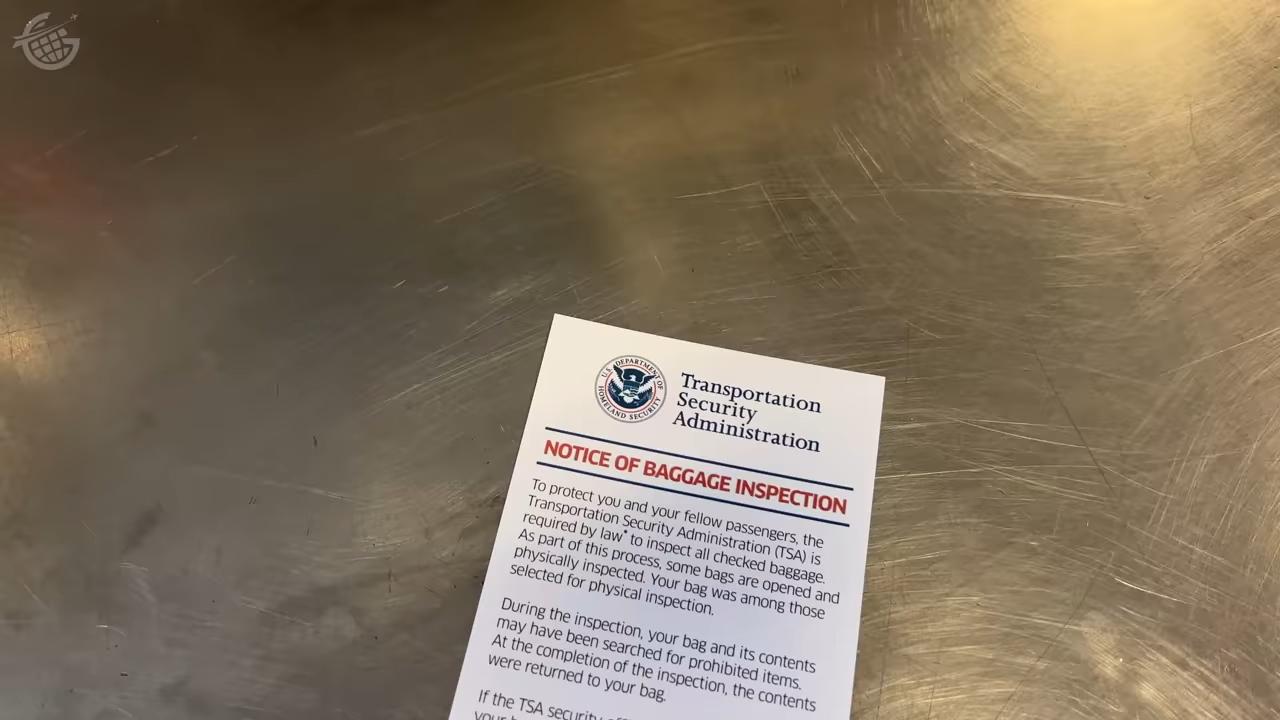 U.S. DEPARTMENT OF
HOMELAND SECURITY
Transportation
Security
Administration
NOTICE OF BAGGAGE INSPECTION
To protect you and your fellow passengers, the
Transportation Security Administration (TSA) is
required by law* to inspect all checked baggage.
As part of this process, some bags are opened and
physically inspected. Your bag was among those
selected for physical inspection.
During the inspection, your bag and its contents
may have been searched for prohibited items.
At the completion of the inspection, the contents
were returned to your bag.
If the TSA security
your